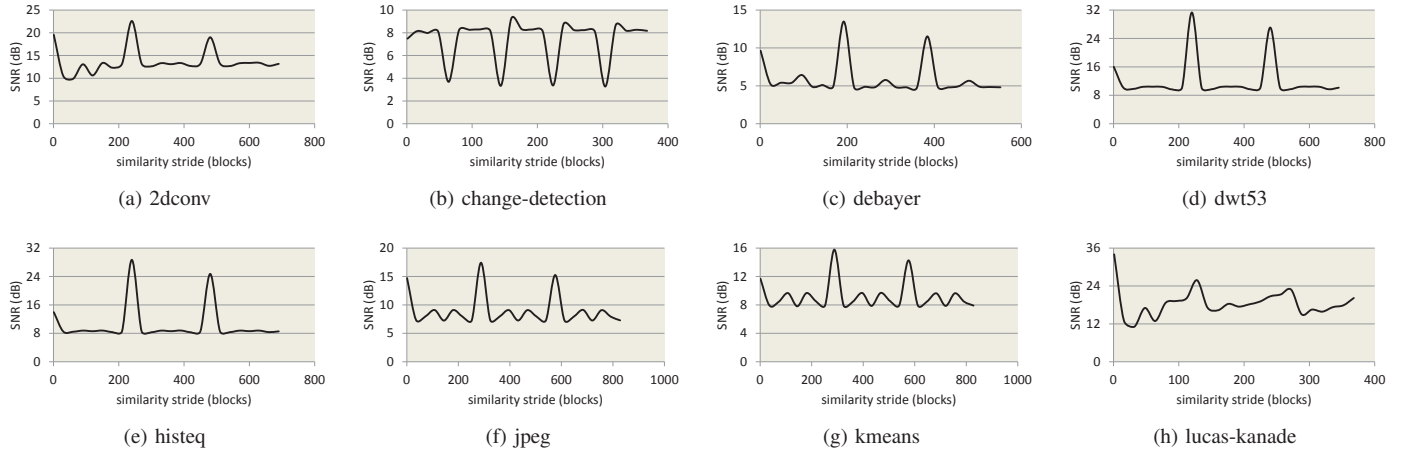 SNR (dB)
25
20
15
10
5
0
0 200 400 600 800
similarity stride (blocks)
(a) 2dconv
SNR (dB)
10
8
6
4
2
0
0 100 200 300 400
similarity stride (blocks)
(b) change-detection
SNR (dB)
15
10
5
0
0 200 400 600
similarity stride (blocks)
(c) debayer
SNR (dB)
32
24
16
8
0
0 200 400 600 800
similarity stride (blocks)
(d) dwt53
SNR (dB)
32
24
16
8
0
0 200 400 600 800
similarity stride (blocks)
(e) histeq
SNR (dB)
20
15
10
5
0
0 200 400 600 800 1000
similarity stride (blocks)
(f) jpeg
SNR (dB)
16
12
8
4
0
0 200 400 600 800 1000
similarity stride (blocks)
(g) kmeans
SNR (dB)
36
24
12
0
0 100 200 300 400
similarity stride (blocks)
(h) lucas-kanade